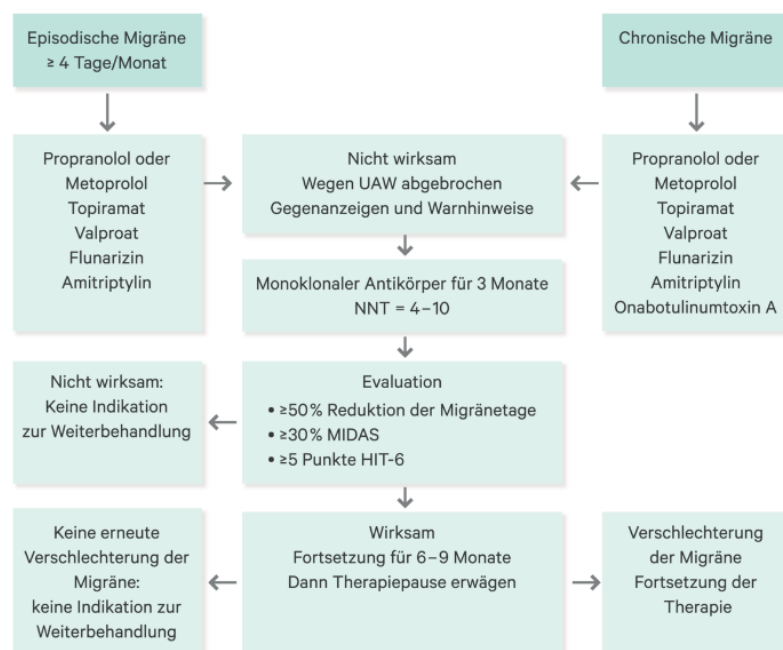 Episodische Migräne
≥ 4 Tage/Monat
Chronische Migräne
Propranolol oder
Metoprolol
Topiramat
Valproat
Flunarizin
Amitriptylin
Nicht wirksam
Wegen UAW abgebrochen
Gegenanzeigen und Warnhinweise
Propranolol oder
Metoprolol
Topiramat
Valproat
Flunarizin
Amitriptylin
Onabotulinumtoxin A
Monoklonaler Antikörper für 3 Monate
NNT = 4–10
Nicht wirksam:
Keine Indikation
zur Weiterbehandlung
Evaluation
• ≥50% Reduktion der Migränetage
• ≥30% MIDAS
• ≥5 Punkte HIT-6
Keine erneute
Verschlechterung der
Migräne:
keine Indikation zur
Weiterbehandlung
Wirksam
Fortsetzung für 6–9 Monate
Dann Therapiepause erwägen
Verschlechterung
der Migräne
Fortsetzung der
Therapie